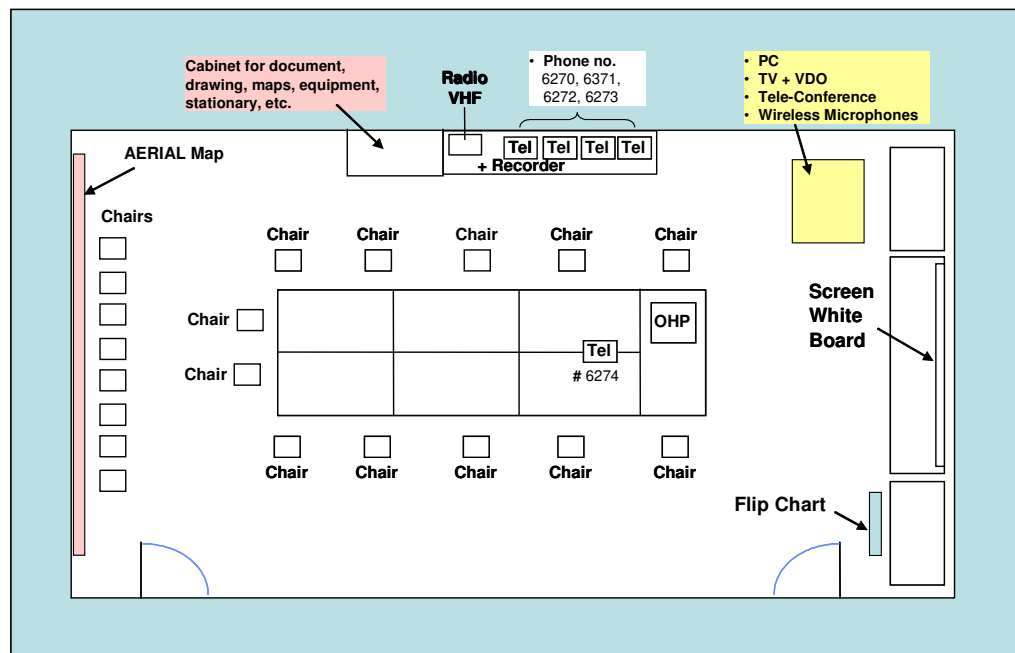 Cabinet for document,
drawing, maps, equipment,
stationary, etc.
Radio
VHF
• Phone no.
6270, 6371,
6272, 6273
• PC
• TV + VDO
• Tele-Conference
• Wireless Microphones
AERIAL Map
Tel Tel Tel Tel
+ Recorder
Chairs
Chair Chair Chair Chair Chair
Chair
OHP
Screen
White
Board
Tel
Chair
# 6274
Chair Chair Chair Chair Chair
Flip Chart